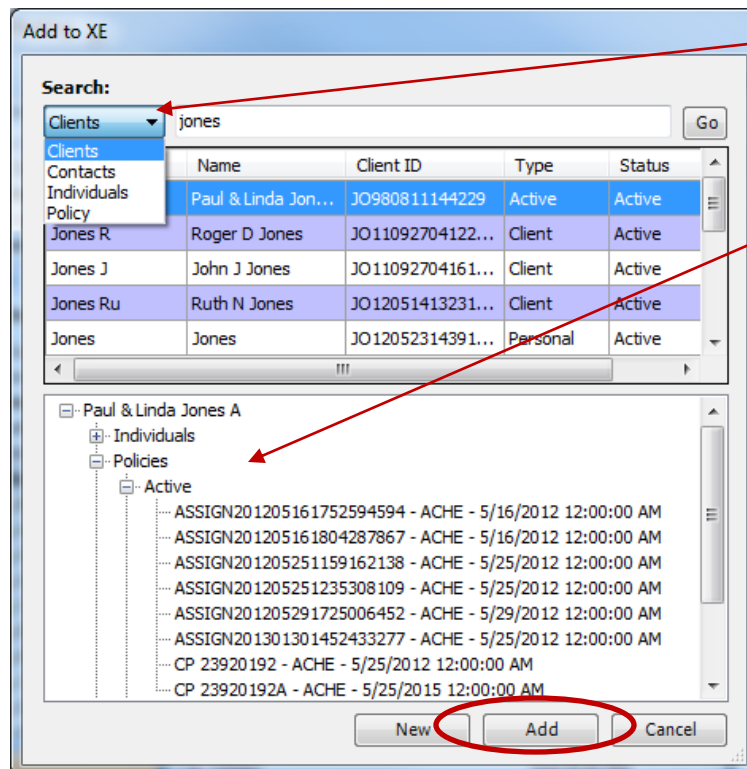 Add to XE
Search:
Clients jones Go
Clients
Contacts
Individuals
Policy
Name Client ID Type Status
Paul & Linda Jon... JO980811144229 Active Active
Jones R Roger D Jones JO11092704122... Client Active
Jones J John J Jones JO11092704161... Client Active
Jones Ru Ruth N Jones JO12051413231... Client Active
Jones Jones JO12052314391... Personal Active
Paul & Linda Jones A
Individuals
Policies
Active
ASSIGN201205161752594594 - ACHE - 5/16/2012 12:00:00 AM
ASSIGN201205161804287867 - ACHE - 5/16/2012 12:00:00 AM
ASSIGN201205251159162138 - ACHE - 5/25/2012 12:00:00 AM
ASSIGN201205251235308109 - ACHE - 5/25/2012 12:00:00 AM
ASSIGN201205291725006452 - ACHE - 5/29/2012 12:00:00 AM
ASSIGN201301301452433277 - ACHE - 5/25/2012 12:00:00 AM
CP 23920192 - ACHE - 5/25/2012 12:00:00 AM
CP 23920192A - ACHE - 5/25/2015 12:00:00 AM
New Add Cancel